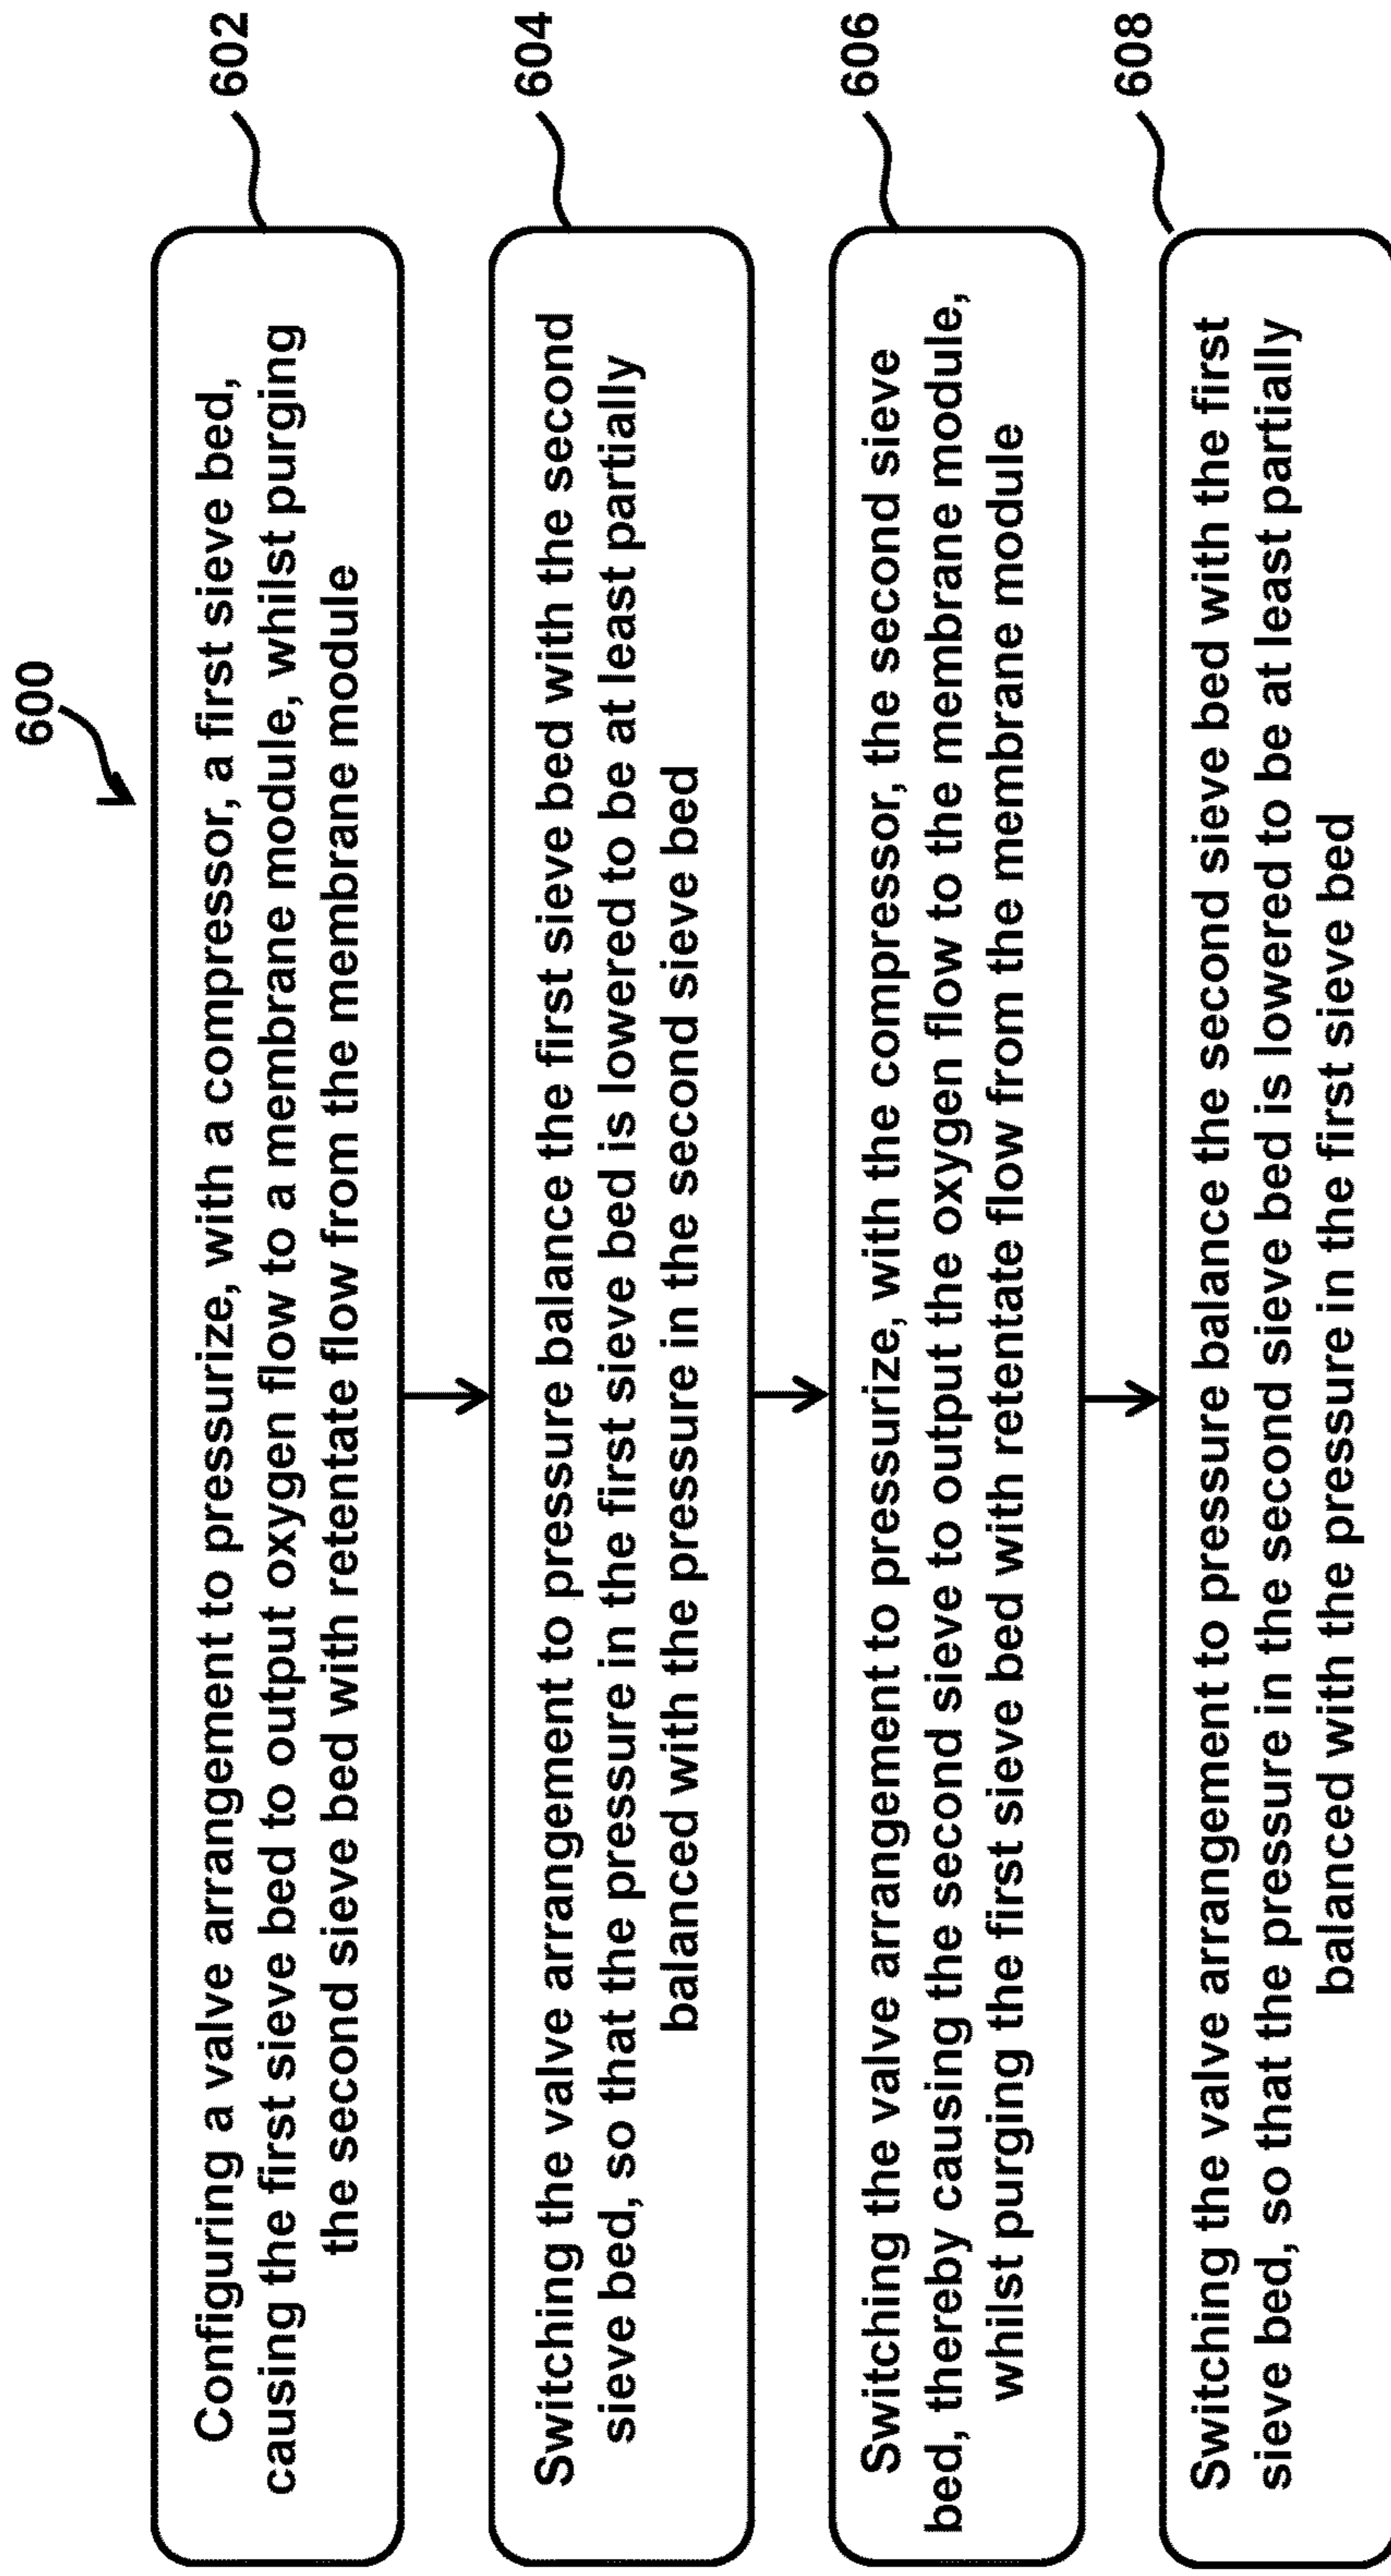 600
Configuring a valve arrangement to pressurize, with a compressor, a first sieve bed,
causing the first sieve bed to output oxygen flow to a membrane module, whilst purging
the second sieve bed with retentate flow from the membrane module
602
Switching the valve arrangement to pressure balance the first sieve bed with the second
sieve bed, so that the pressure in the first sieve bed is lowered to be at least partially
balanced with the pressure in the second sieve bed
604
Switching the valve arrangement to pressurize, with the compressor, the second sieve
bed, thereby causing the second sieve to output the oxygen flow to the membrane module,
whilst purging the first sieve bed with retentate flow from the membrane module
606
Switching the valve arrangement to pressure balance the second sieve bed with the first
sieve bed, so that the pressure in the second sieve bed is lowered to be at least partially
balanced with the pressure in the first sieve bed
608